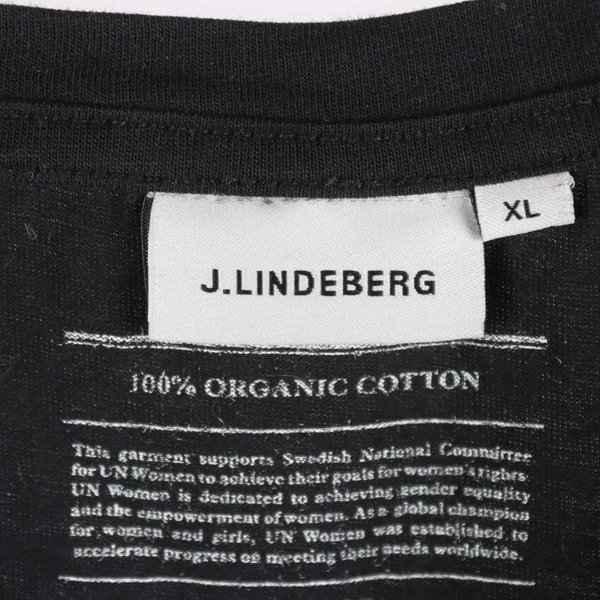 XL
J.LINDEBERG
100% ORGANIC COTTON
This garment supports Swedish National Committee
for UN Women to achieve their goals for women's rights.
UN Women is dedicated to achieving gender equality
and the empowerment of women. As a global champion
for women and girls, UN Women was established to
accelerate progress on meeting their needs worldwide.